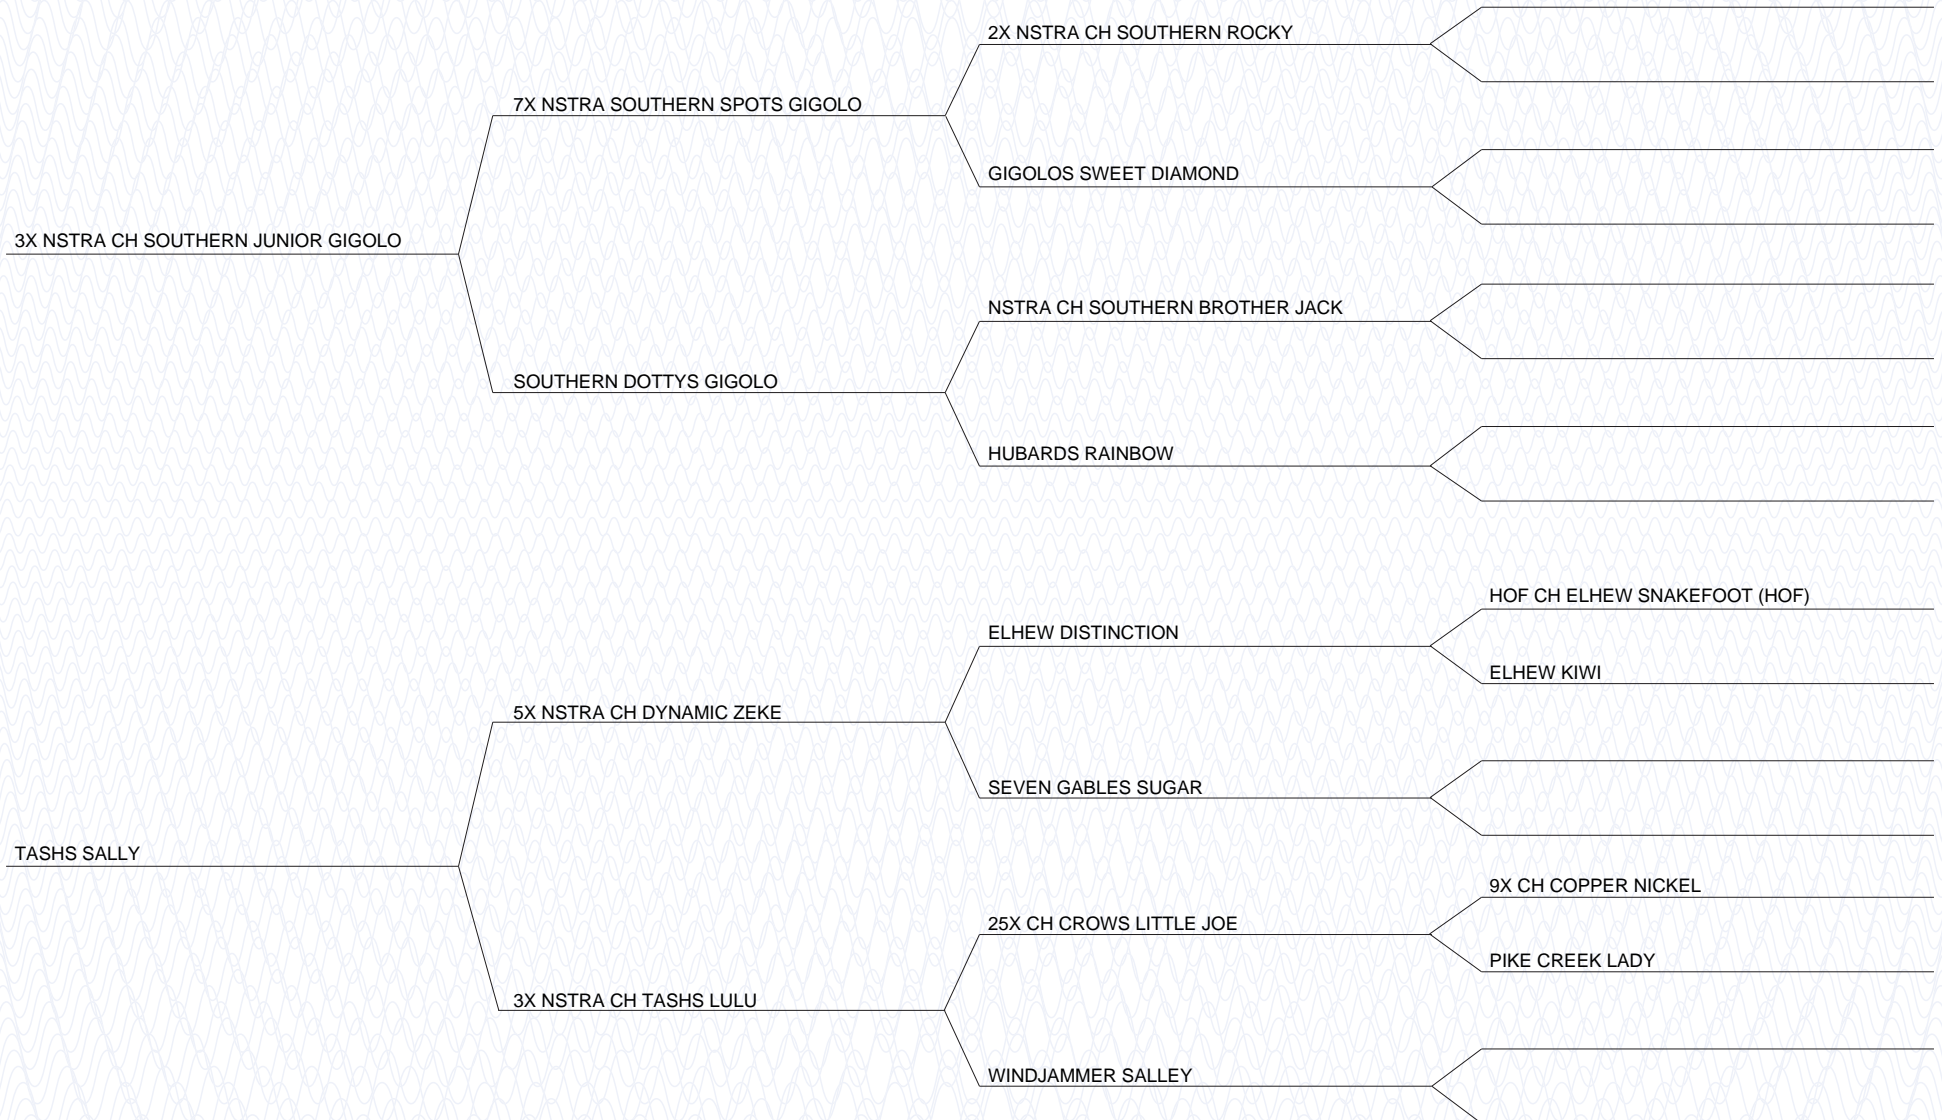 2X NSTRA CH SOUTHERN ROCKY
7X NSTRA SOUTHERN SPOTS GIGOLO
GIGOLOS SWEET DIAMOND
3X NSTRA CH SOUTHERN JUNIOR GIGOLO
NSTRA CH SOUTHERN BROTHER JACK
SOUTHERN DOTTYS GIGOLO
HUBARDS RAINBOW
HOF CH ELHEW SNAKEFOOT (HOF)
ELHEW DISTINCTION
ELHEW KIWI
5X NSTRA CH DYNAMIC ZEKE
SEVEN GABLES SUGAR
TASHS SALLY
9X CH COPPER NICKEL
25X CH CROWS LITTLE JOE
PIKE CREEK LADY
3X NSTRA CH TASHS LULU
WINDJAMMER SALLEY